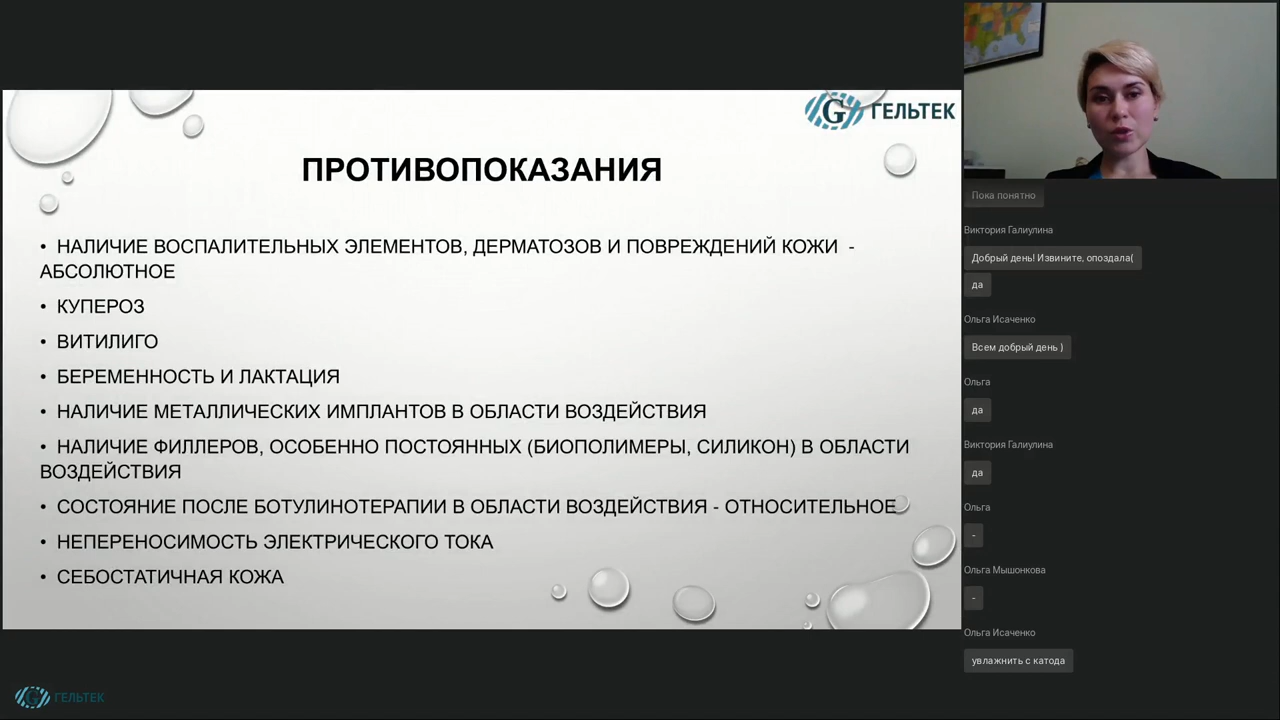 ГЕЛЬТЕК
ПРОТИВОПОКАЗАНИЯ
• НАЛИЧИЕ ВОСПАЛИТЕЛЬНЫХ ЭЛЕМЕНТОВ, ДЕРМАТОЗОВ И ПОВРЕЖДЕНИЙ КОЖИ -
АБСОЛЮТНОЕ
• КУПЕРОЗ
• ВИТИЛИГО
• БЕРЕМЕННОСТЬ И ЛАКТАЦИЯ
• НАЛИЧИЕ МЕТАЛЛИЧЕСКИХ ИМПЛАНТОВ В ОБЛАСТИ ВОЗДЕЙСТВИЯ
• НАЛИЧИЕ ФИЛЛЕРОВ, ОСОБЕННО ПОСТОЯННЫХ (БИОПОЛИМЕРЫ, СИЛИКОН) В ОБЛАСТИ
ВОЗДЕЙСТВИЯ
• СОСТОЯНИЕ ПОСЛЕ БОТУЛИНОТЕРАПИИ В ОБЛАСТИ ВОЗДЕЙСТВИЯ - ОТНОСИТЕЛЬНОЕ
• НЕПЕРЕНОСИМОСТЬ ЭЛЕКТРИЧЕСКОГО ТОКА
• СЕБОСТАТИЧНАЯ КОЖА
Пока понятно
Виктория Галиулина
Добрый день! Извините, опоздала(
да
Ольга Исаченко
Всем добрый день )
Ольга
да
Виктория Галиулина
да
Ольга
-
Ольга Мышонкова
-
Ольга Исаченко
увлажнить с катода
ГЕЛЬТЕК